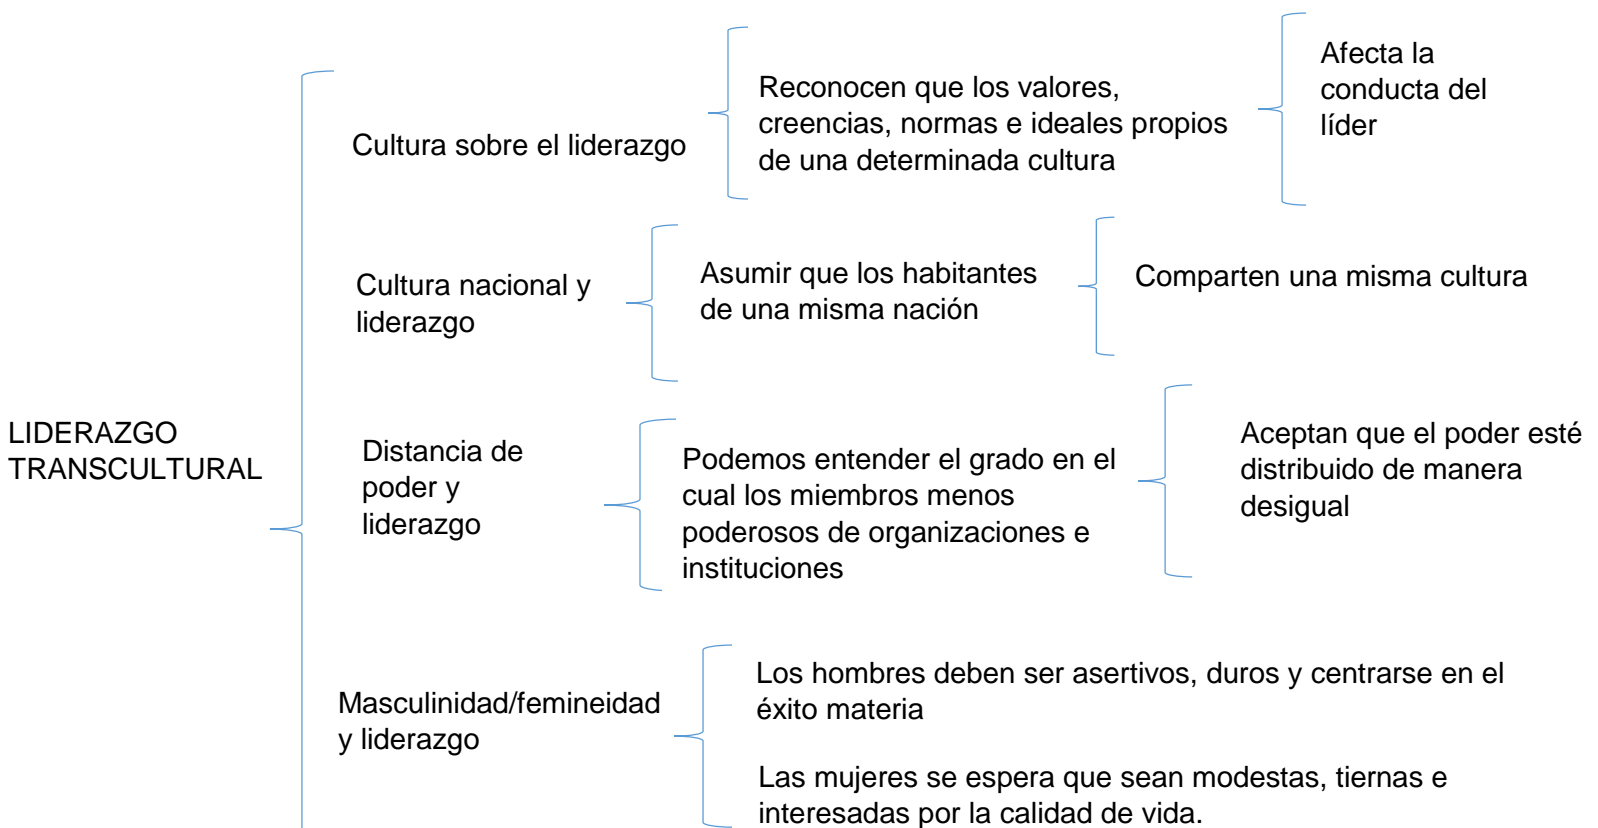 LIDERAZGO
TRANSCULTURAL
Cultura sobre el liderazgo
Reconocen que los valores,
creencias, normas e ideales propios
de una determinada cultura
Afecta la
conducta del
líder
Cultura nacional y
liderazgo
Asumir que los habitantes
de una misma nación
Comparten una misma cultura
Distancia de
poder y
liderazgo
Podemos entender el grado en el
cual los miembros menos
poderosos de organizaciones e
instituciones
Aceptan que el poder esté
distribuido de manera
desigual
Masculinidad/femineidad
y liderazgo
Los hombres deben ser asertivos, duros y centrarse en el
éxito materia
Las mujeres se espera que sean modestas, tiernas e
interesadas por la calidad de vida.